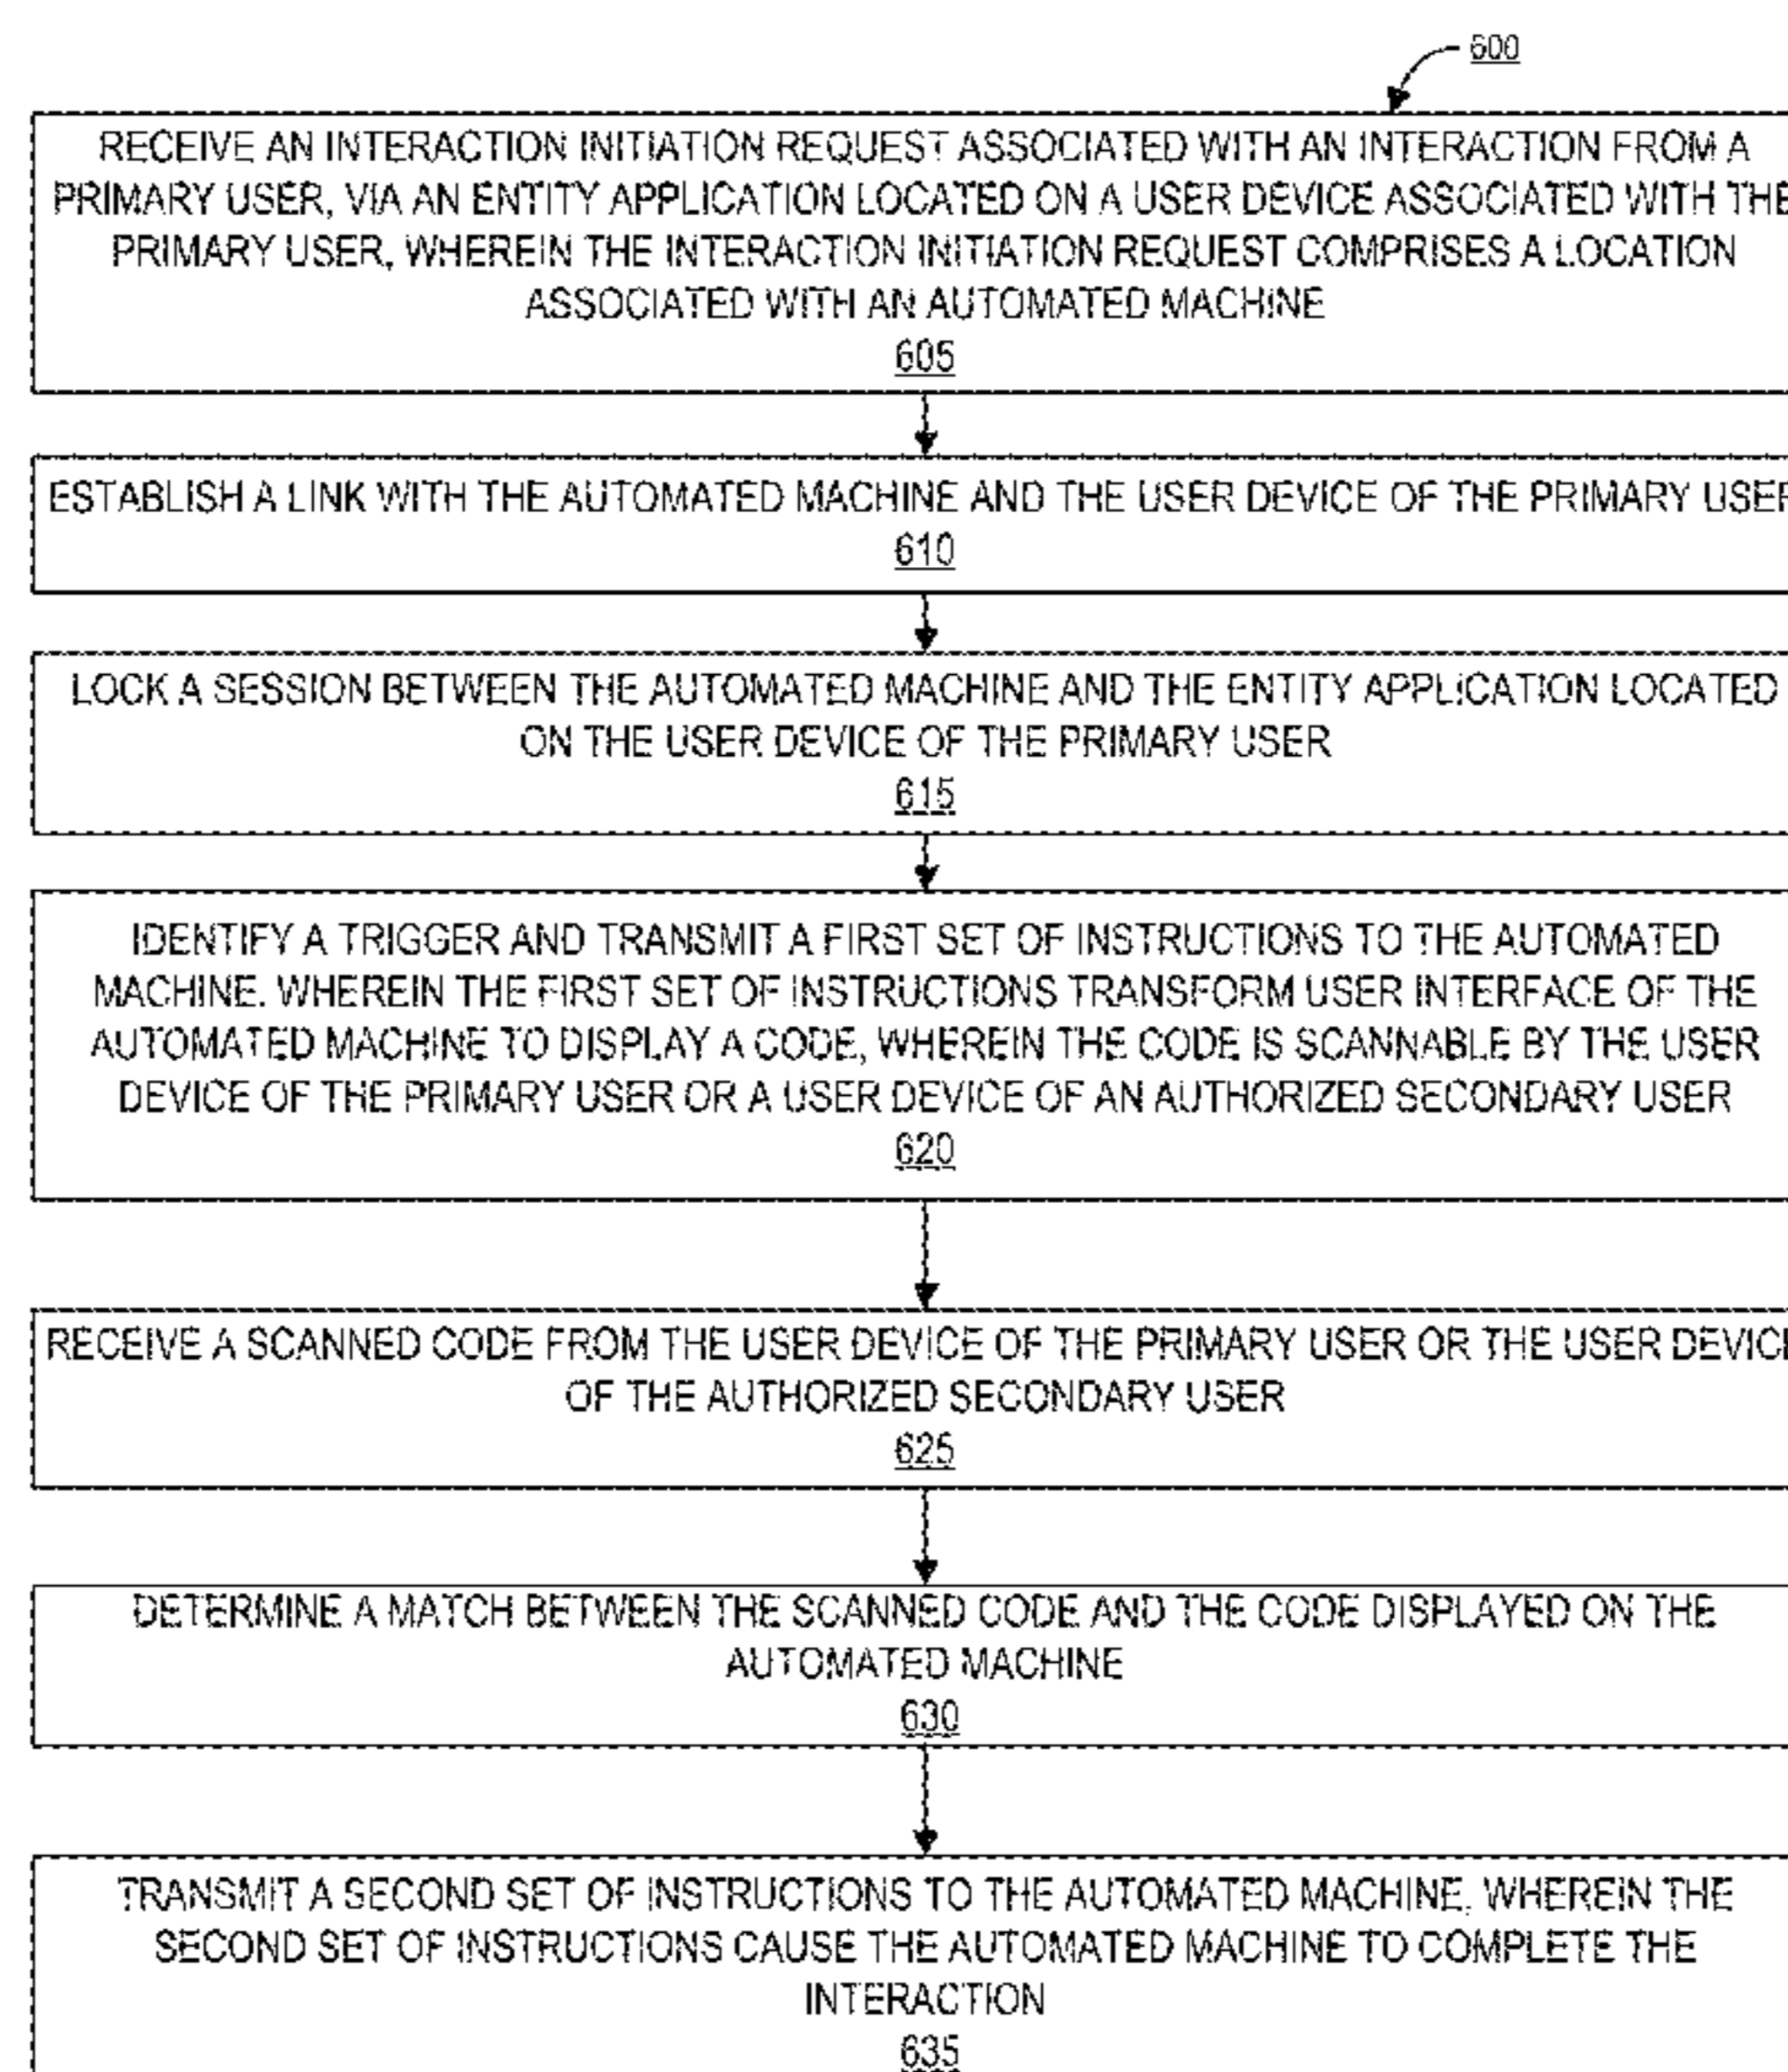 600
RECEIVE AN INTERACTION INITIATION REQUEST ASSOCIATED WITH AN INTERACTION FROM A
PRIMARY USER, VIA AN ENTITY APPLICATION LOCATED ON A USER DEVICE ASSOCIATED WITH THE
PRIMARY USER, WHEREIN THE INTERACTION INITIATION REQUEST COMPRISES A LOCATION
ASSOCIATED WITH AN AUTOMATED MACHINE
605
ESTABLISH A LINK WITH THE AUTOMATED MACHINE AND THE USER DEVICE OF THE PRIMARY USER
610
LOCK A SESSION BETWEEN THE AUTOMATED MACHINE AND THE ENTITY APPLICATION LOCATED
ON THE USER DEVICE OF THE PRIMARY USER
615
IDENTIFY A TRIGGER AND TRANSMIT A FIRST SET OF INSTRUCTIONS TO THE AUTOMATED
MACHINE. WHEREIN THE FIRST SET OF INSTRUCTIONS TRANSFORM USER INTERFACE OF THE
AUTOMATED MACHINE TO DISPLAY A CODE, WHEREIN THE CODE IS SCANNABLE BY THE USER
DEVICE OF THE PRIMARY USER OR A USER DEVICE OF AN AUTHORIZED SECONDARY USER
620
RECEIVE A SCANNED CODE FROM THE USER DEVICE OF THE PRIMARY USER OR THE USER DEVICE
OF THE AUTHORIZED SECONDARY USER
625
DETERMINE A MATCH BETWEEN THE SCANNED CODE AND THE CODE DISPLAYED ON THE
AUTOMATED MACHINE
630
TRANSMIT A SECOND SET OF INSTRUCTIONS TO THE AUTOMATED MACHINE, WHEREIN THE
SECOND SET OF INSTRUCTIONS CAUSE THE AUTOMATED MACHINE TO COMPLETE THE
INTERACTION
635